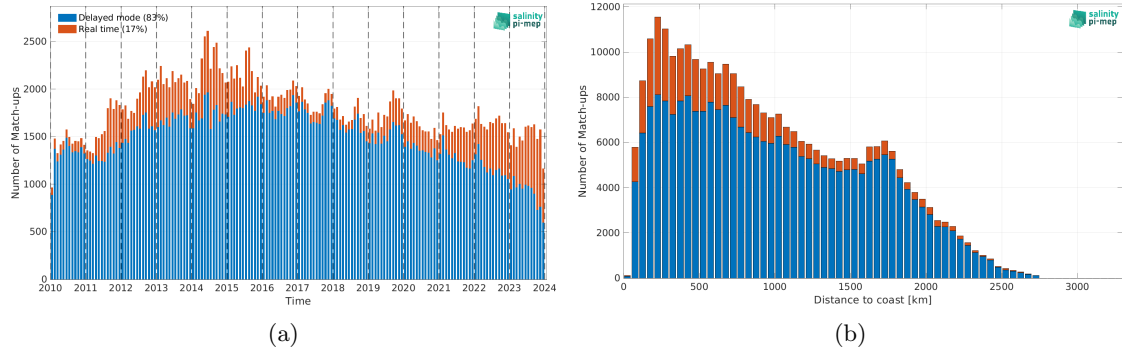 Delayed mode (83%)
Real time (17%)
salinity
pi-mep
Number of Match-ups
2500
2000
1500
1000
500
0
2010 2011 2012 2013 2014 2015 2016 2017 2018 2019 2020 2021 2022 2023 2024
Time
(a)
salinity
pi-mep
Number of Match-ups
12000
10000
8000
6000
4000
2000
0
0 500 1000 1500 2000 2500 3000
Distance to coast [km]
(b)